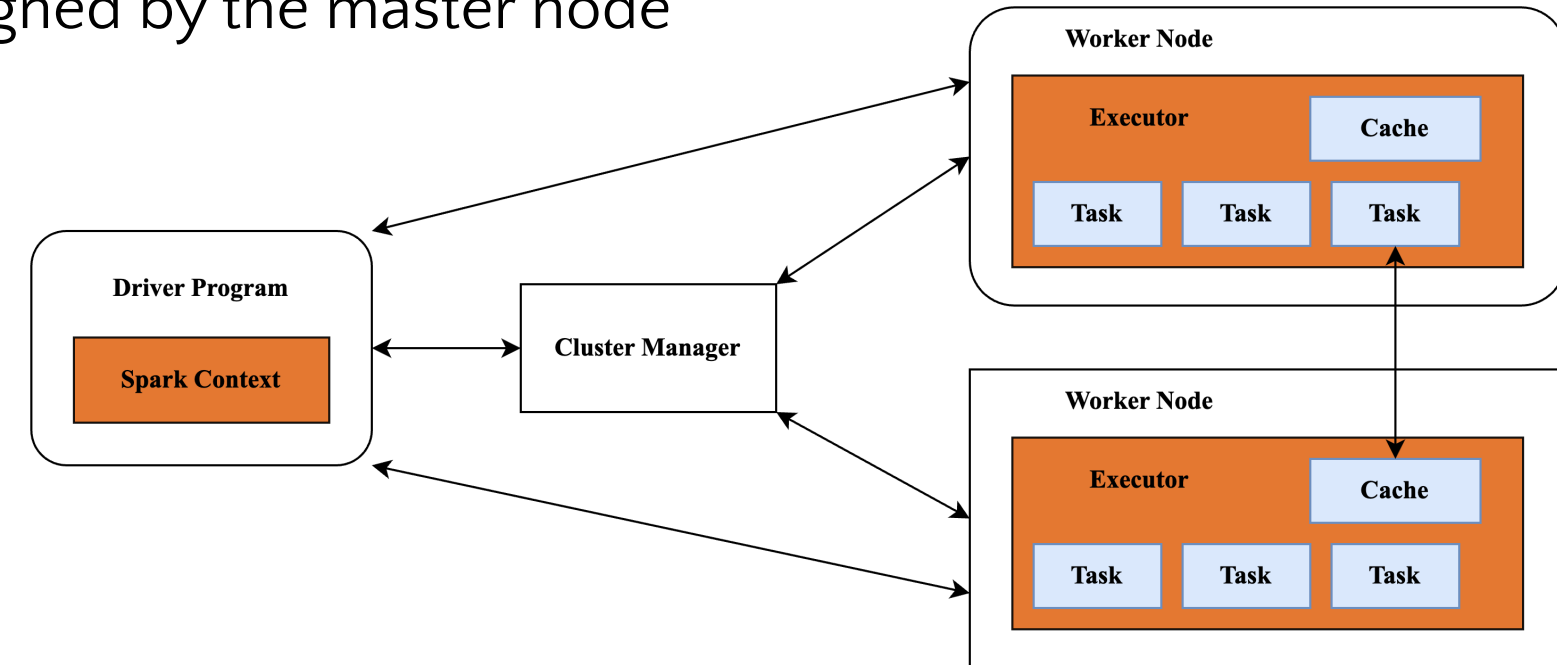 by the master node
Worker Node
Executor
Cache
Task Task Task
Driver Program
Spark Context
Cluster Manager
Worker Node
Executor
Cache
Task Task Task